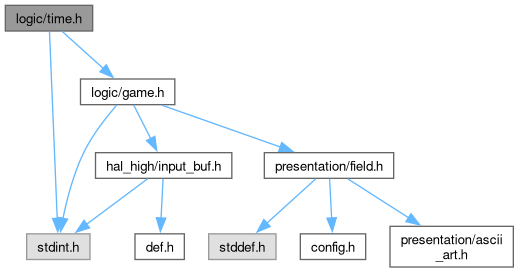 logic/time.h
logic/game.h
hal_high/input_buf.h
presentation/field.h
stdint.h
def.h
stddef.h
config.h
presentation/ascii
_art.h